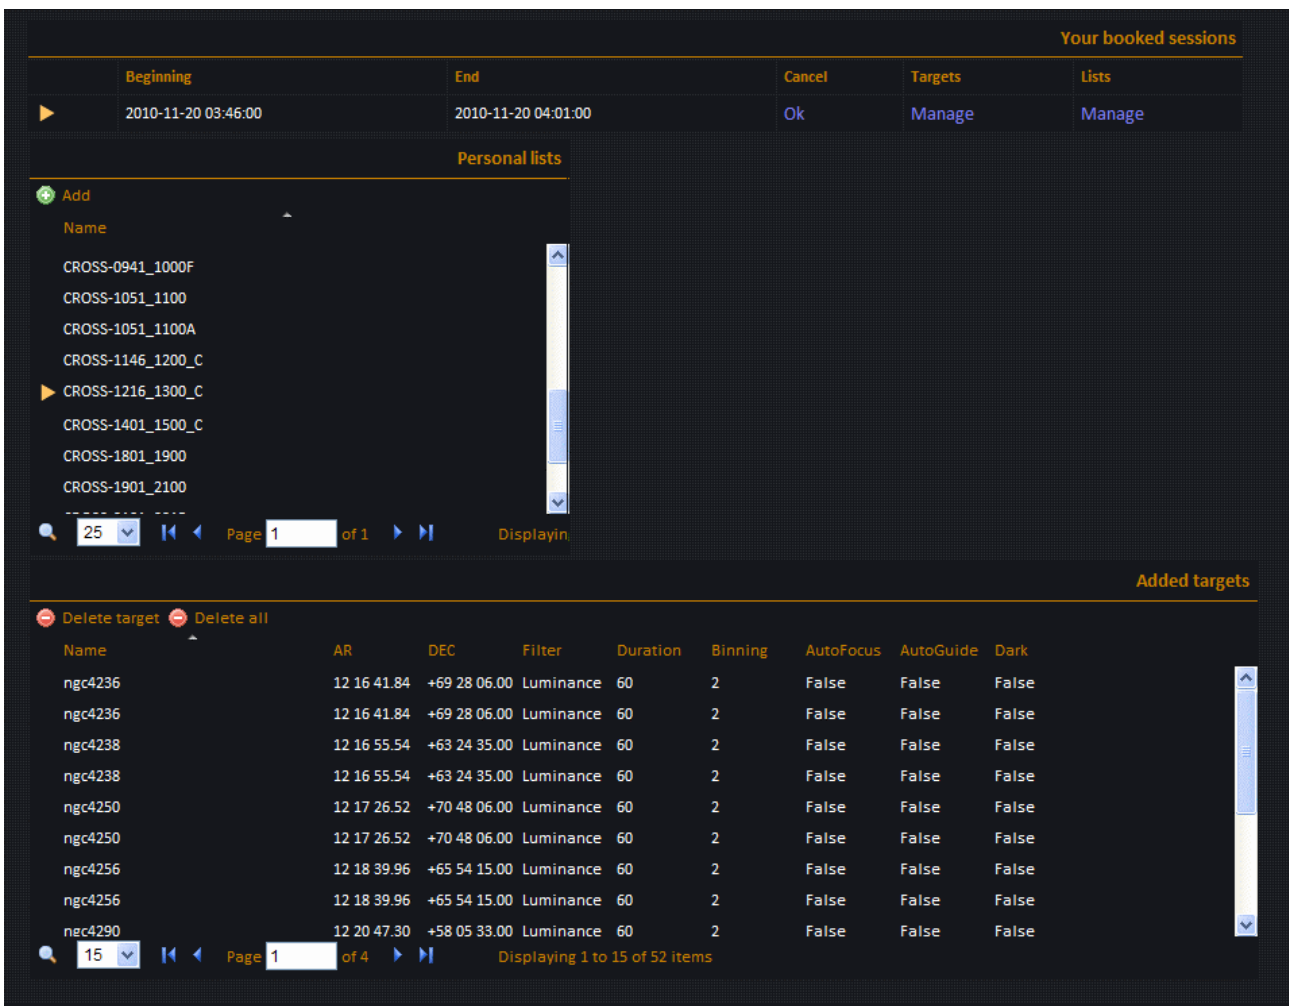 Your booked sessions
Beginning End Cancel Targets Lists
2010-11-20 03:46:00 2010-11-20 04:01:00 Ok Manage Manage
Personal lists
Add
Name
CROSS-0941_1000F
CROSS-1051_1100
CROSS-1051_1100A
CROSS-1146_1200_C
CROSS-1216_1300_C
CROSS-1401_1500_C
CROSS-1801_1900
CROSS-1901_2100
25 Page 1 of 1 Displayin
Added targets
Delete target Delete all
Name AR DEC Filter Duration Binning AutoFocus AutoGuide Dark
ngc4236 12 16 41.84 +69 28 06.00 Luminance 60 2 False False False
ngc4236 12 16 41.84 +69 28 06.00 Luminance 60 2 False False False
ngc4238 12 16 55.54 +63 24 35.00 Luminance 60 2 False False False
ngc4238 12 16 55.54 +63 24 35.00 Luminance 60 2 False False False
ngc4250 12 17 26.52 +70 48 06.00 Luminance 60 2 False False False
ngc4250 12 17 26.52 +70 48 06.00 Luminance 60 2 False False False
ngc4256 12 18 39.96 +65 54 15.00 Luminance 60 2 False False False
ngc4256 12 18 39.96 +65 54 15.00 Luminance 60 2 False False False
ngc4290 12 20 47.30 +58 05 33.00 Luminance 60 2 False False False
15 Page 1 of 4 Displaying 1 to 15 of 52 items